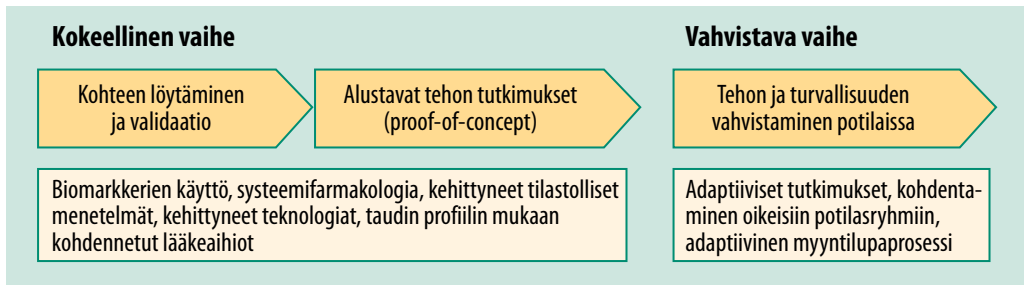 Kokeellinen vaihe
Kohteen löytäminen
ja validaatio
Alustavat tehon tutkimukset
(proof-of-concept)
Biomarkkerien käyttö, systeemifarmakologia, kehittyneet tilastolliset
menetelmät, kehittyneet teknologiat, taudin profiilin mukaan
kohdennetut lääkeaihiot
Vahvistava vaihe
Tehon ja turvallisuuden
vahvistaminen potilaissa
Adaptiiviset tutkimukset, kohdenta-
minen oikeisiin potilasryhmiin,
adaptiivinen myyntilupaprosessi